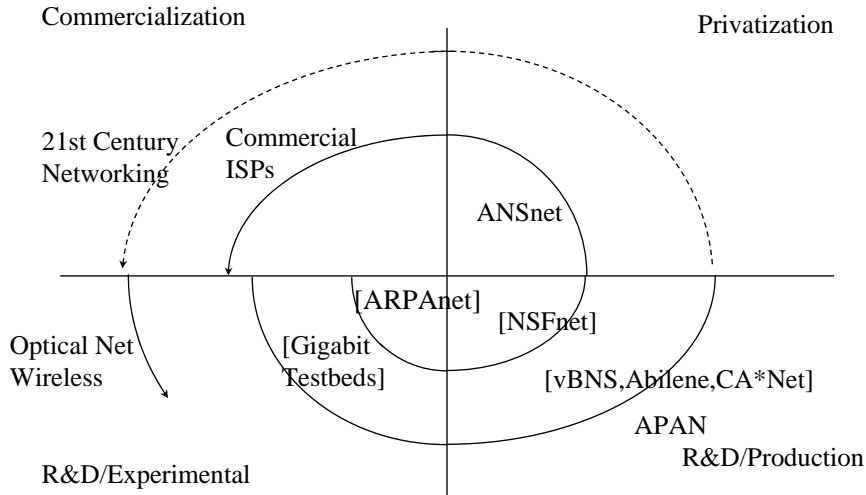 Commercialization
Privatization
21st Century
Networking
Commercial
ISPs
ANSnet
[ARPAnet]
[NSFnet]
Optical Net
Wireless
[Gigabit
Testbeds]
[vBNS,Abilene,CA*Net]
APAN
R&D/Production
R&D/Experimental